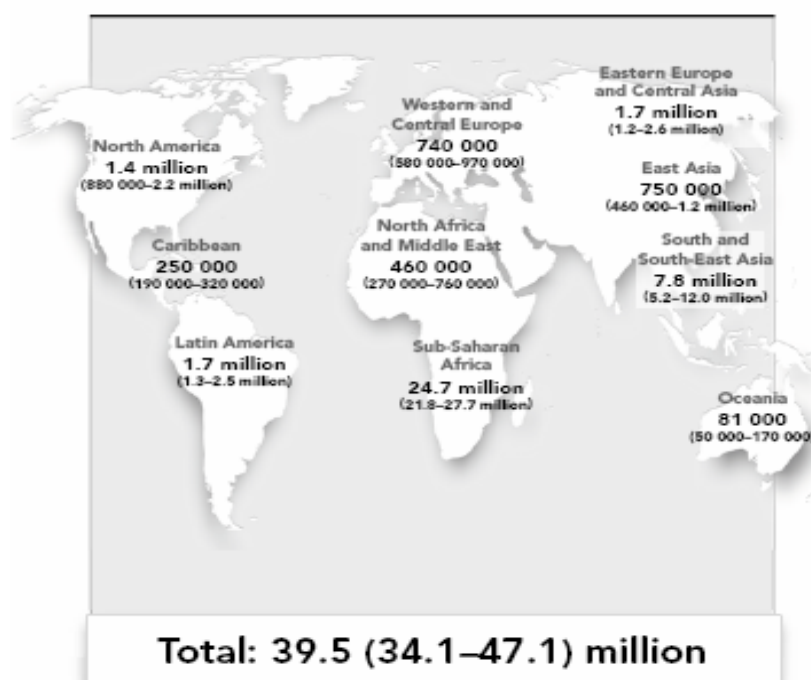 Eastern Europe
and Central Asia
1.7 million
(1.2–2.6 million)
Western and
Central Europe
740 000
(580 000–970 000)
North America
1.4 million
(880 000–2.2 million)
East Asia
750 000
(460 000–1.2 million)
North Africa
and Middle East
460 000
(270 000–760 000)
Caribbean
250 000
(190 000–320 000)
South and
South-East Asia
7.8 million
(5.2–12.0 million)
Latin America
1.7 million
(1.3–2.5 million)
Sub-Saharan
Africa
24.7 million
(21.8–27.7 million)
Oceania
81 000
(50 000–170 000
Total: 39.5 (34.1–47.1) million